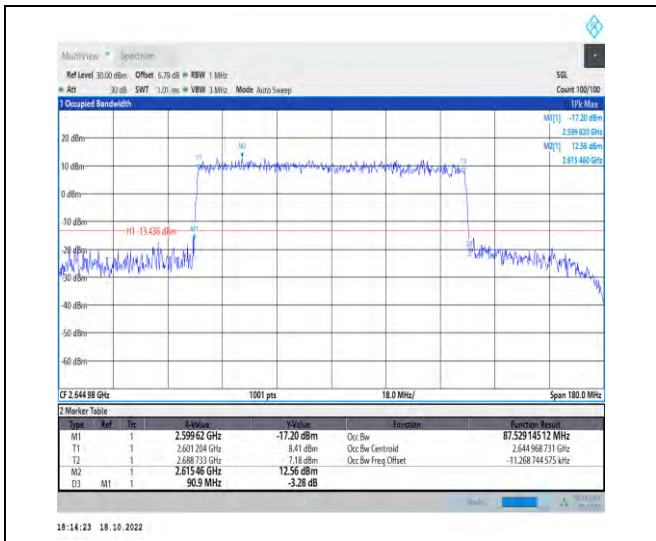 MultiView Spectrum
Ref Level 30.00 dBm Offset 6.79 dB RBW 1 MHz SGL
Att 30 dB SWT 1.01 ms VBW 3 MHz Mode Auto Sweep Count 100/100
1 Occupied Bandwidth 1Pk Max
M1[1] -17.20 dBm
2.599 620 GHz
M2[1] 12.56 dBm
2.615 460 GHz
20 dBm
M2
T1
T2
10 dBm
0 dBm
-10 dBm
H1 -13.436 dBm
M1
-20 dBm
D3
-30 dBm
-40 dBm
-50 dBm
-60 dBm
CF 2.644 98 GHz 1001 pts 18.0 MHz/ Span 180.0 MHz
2 Marker Table
Type Ref Trc X-Value Y-Value Function Function Result
M1 1 2.599 62 GHz -17.20 dBm Occ Bw 87.529 145 12 MHz
T1 1 2.601 204 GHz 8.41 dBm Occ Bw Centroid 2.644 968 731 GHz
T2 1 2.688 733 GHz 7.18 dBm Occ Bw Freq Offset -11.268 744 575 kHz
M2 1 2.615 46 GHz 12.56 dBm
D3 M1 1 90.9 MHz -3.28 dB
18:14:23 18.10.2022